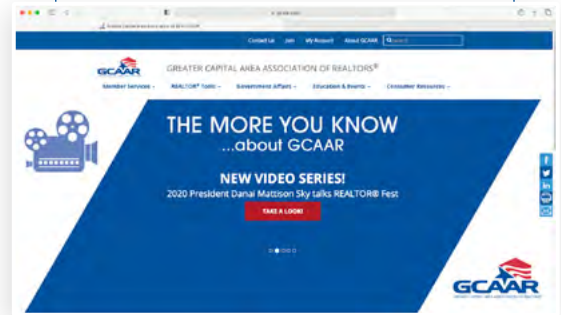 Contact Us Join My Account About GCAAR Search
GCAAR
GREATER CAPITAL AREA ASSOCIATION OF REALTORS®
Member Services REALTOR® Tools Government Affairs Education & Events Consumer Resources
THE MORE YOU KNOW
...about GCAAR
NEW VIDEO SERIES!
2020 President Danai Mattison Sky talks REALTOR® Fest
TAKE A LOOK!
GCAAR